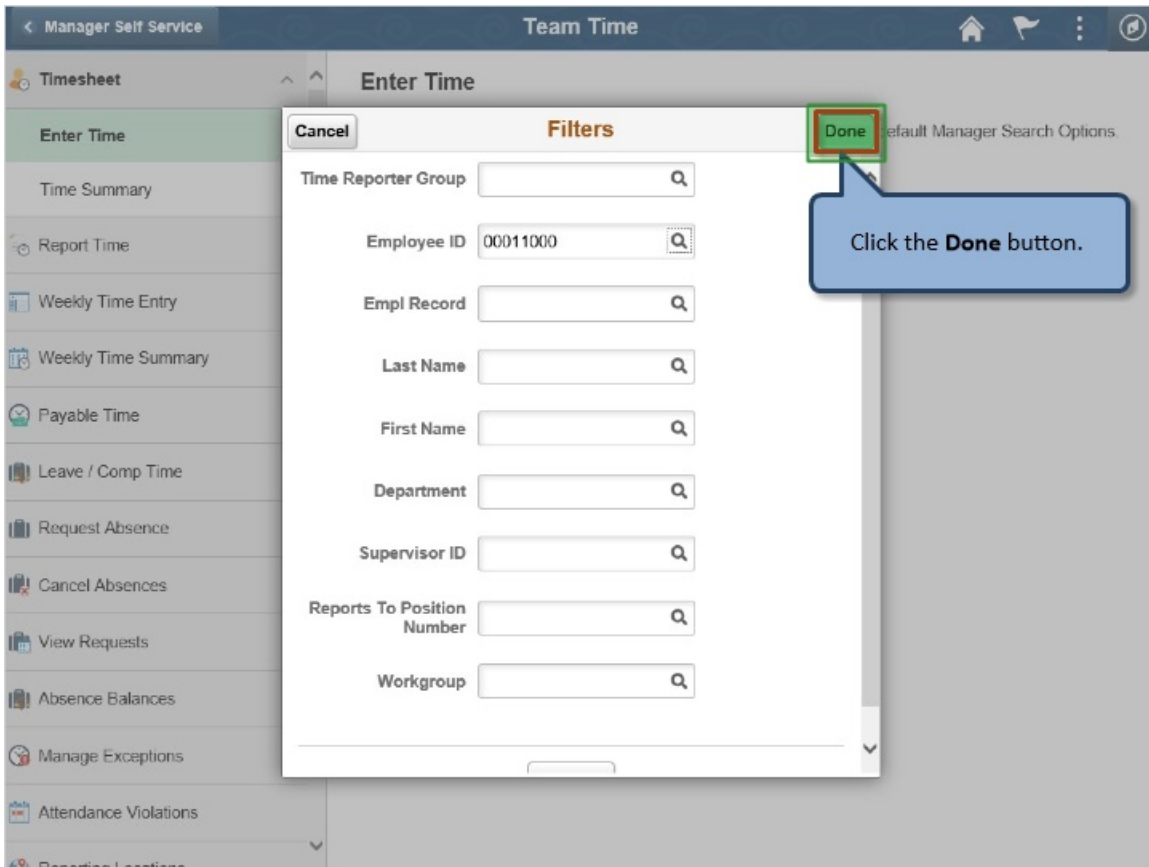 Manager Self Service
Team Time
Timesheet
Enter Time
Time Summary
Report Time
Weekly Time Entry
Weekly Time Summary
Payable Time
Leave / Comp Time
Request Absence
Cancel Absences
View Requests
Absence Balances
Manage Exceptions
Attendance Violations
Reporting Locations
Enter Time
efault Manager Search Options.
Cancel
Filters
Done
Time Reporter Group
Employee ID 00011000
Empl Record
Last Name
First Name
Department
Supervisor ID
Reports To Position
Number
Workgroup
Click the Done button.